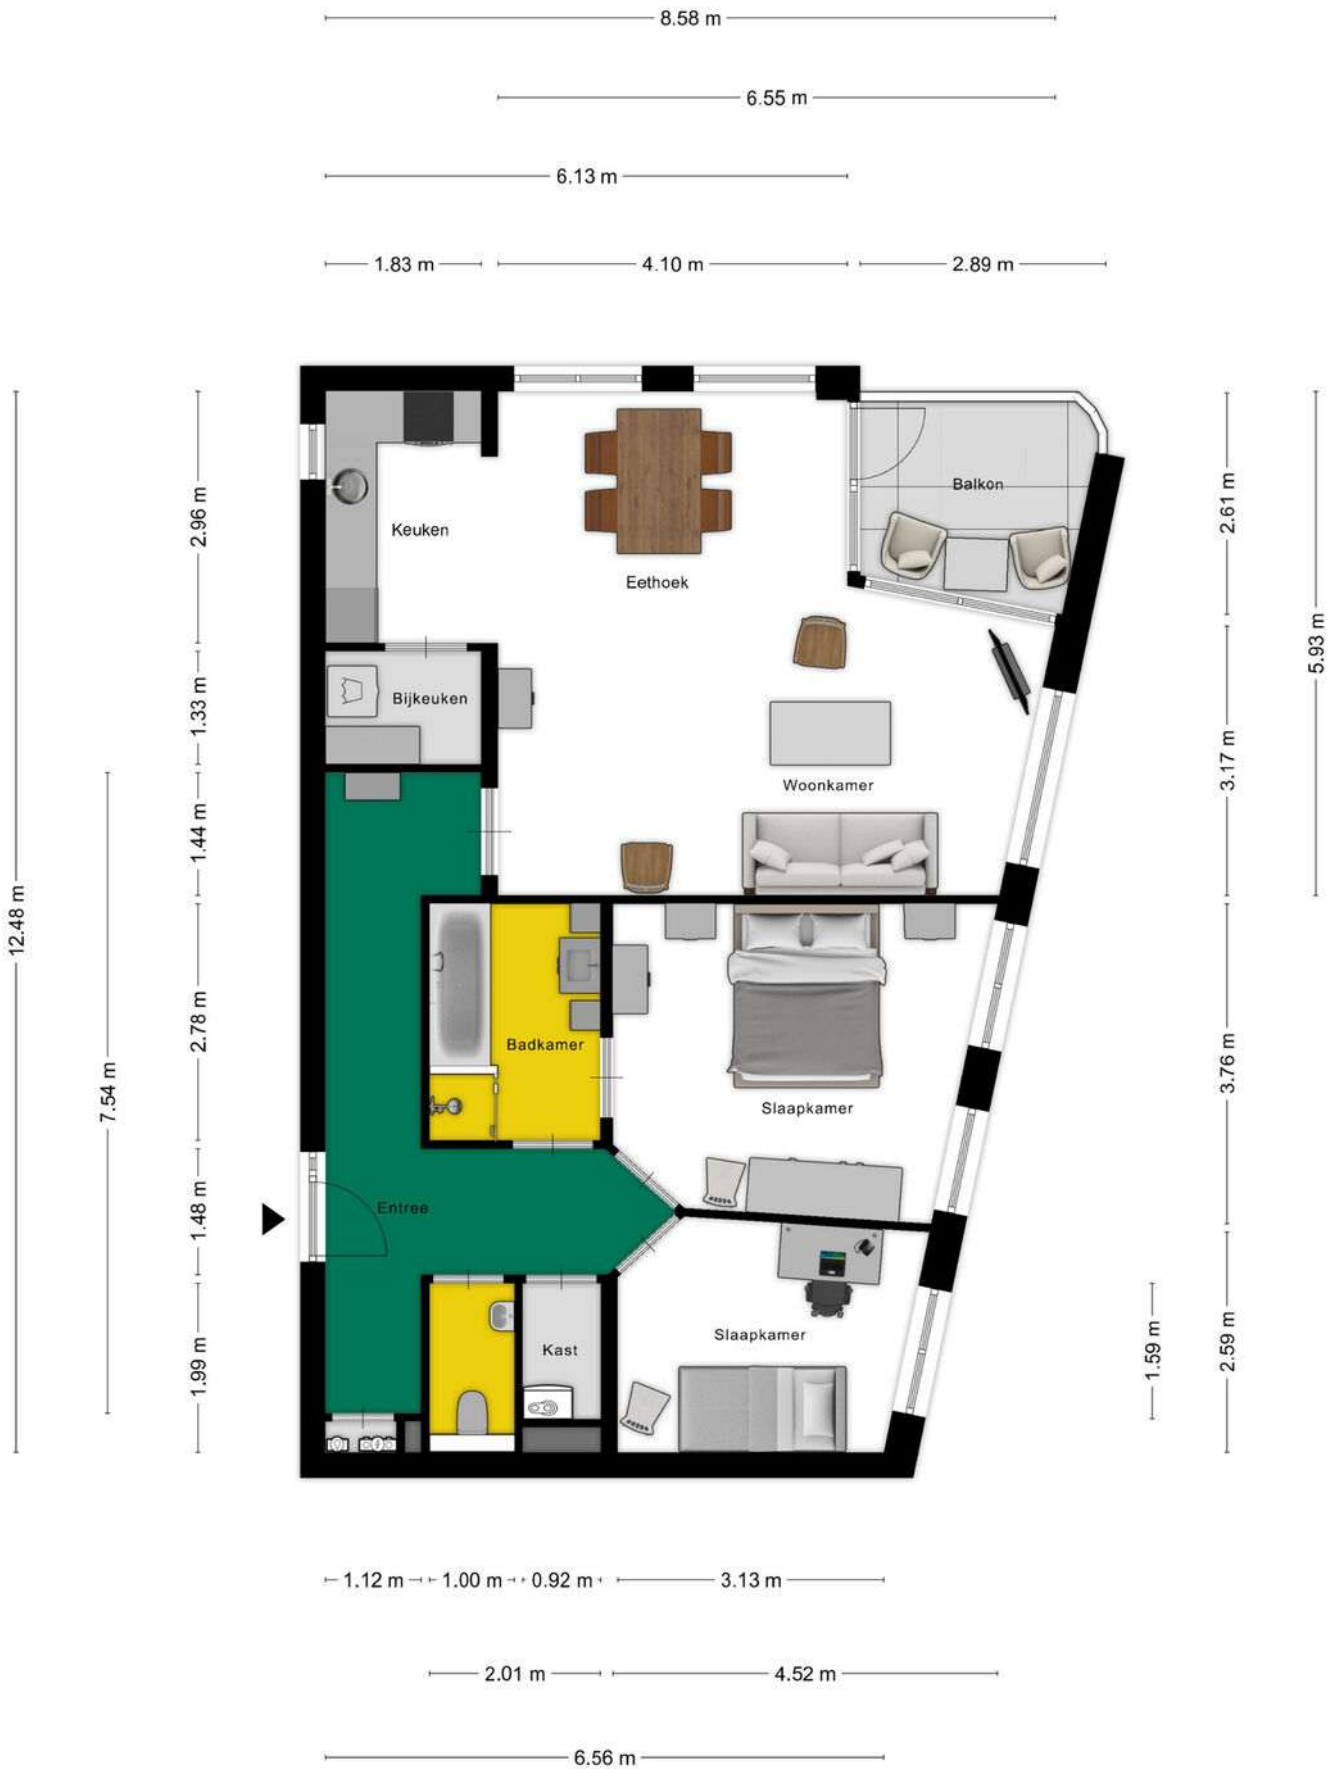 8.58 m
6.55 m
6.13 m
1.83 m
4.10 m
2.89 m
12.48 m
7.54 m
2.96 m
1.33 m
1.44 m
2.78 m
1.48 m
1.99 m
Keuken
Eethoek
Balkon
Bijkeuken
Woonkamer
Badkamer
Slaapkamer
Entree
Slaapkamer
Kast
2.61 m
3.17 m
3.76 m
2.59 m
1.59 m
5.93 m
1.12 m
1.00 m
0.92 m
3.13 m
2.01 m
4.52 m
6.56 m